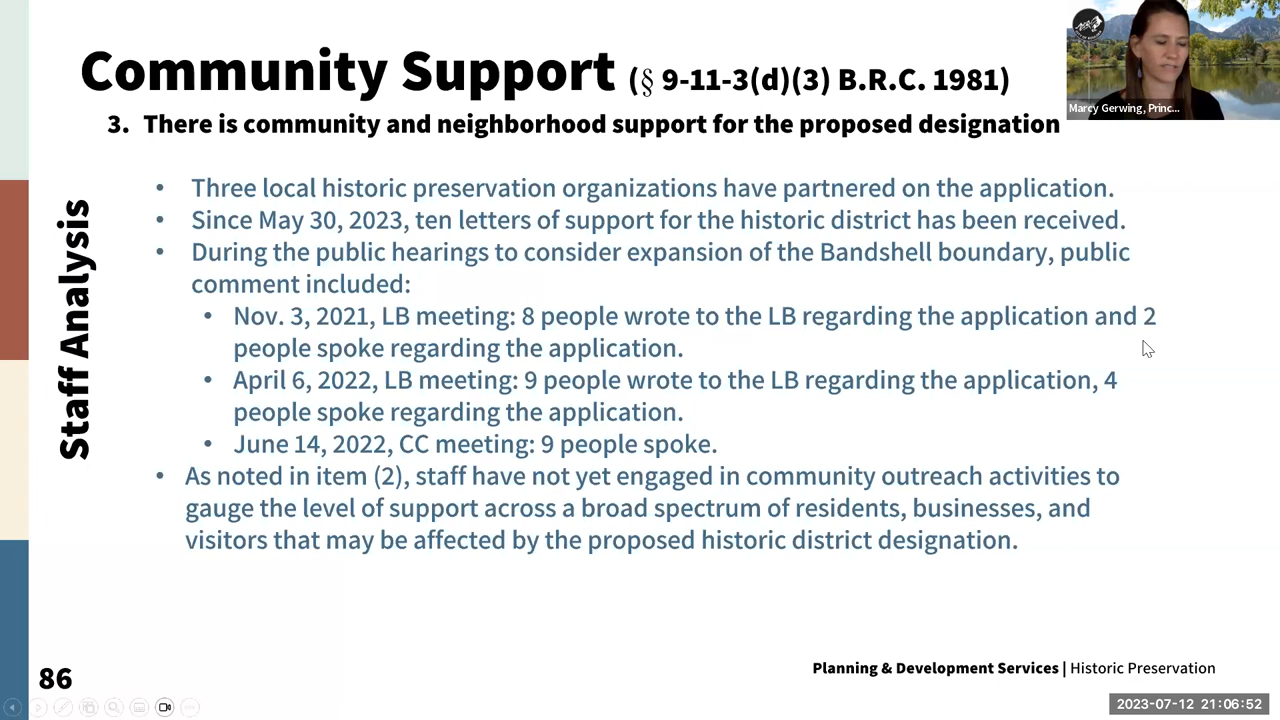 Community Support (§ 9-11-3(d)(3) B.R.C. 1981)
3. There is community and neighborhood support for the proposed designation
Marcy Gerwing, Princ...
Staff Analysis
• Three local historic preservation organizations have partnered on the application.
• Since May 30, 2023, ten letters of support for the historic district has been received.
• During the public hearings to consider expansion of the Bandshell boundary, public
comment included:
• Nov. 3, 2021, LB meeting: 8 people wrote to the LB regarding the application and 2
people spoke regarding the application.
• April 6, 2022, LB meeting: 9 people wrote to the LB regarding the application, 4
people spoke regarding the application.
• June 14, 2022, CC meeting: 9 people spoke.
• As noted in item (2), staff have not yet engaged in community outreach activities to
gauge the level of support across a broad spectrum of residents, businesses, and
visitors that may be affected by the proposed historic district designation.
86
Planning & Development Services | Historic Preservation
2023-07-12 21:06:52